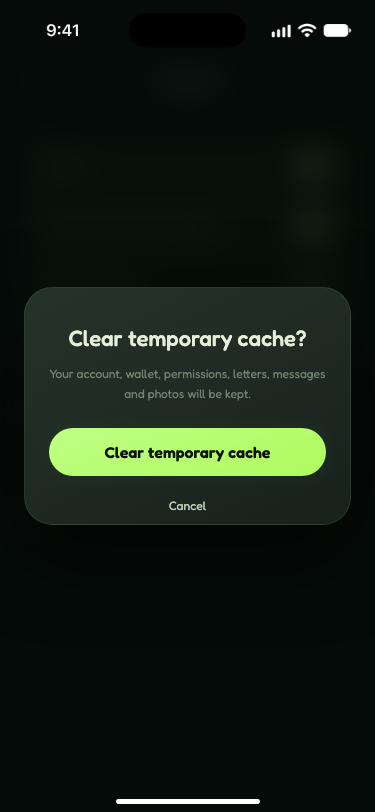 9:41
Clear temporary cache?
Your account, wallet, permissions, letters, messages
and photos will be kept.
Clear temporary cache
Cancel